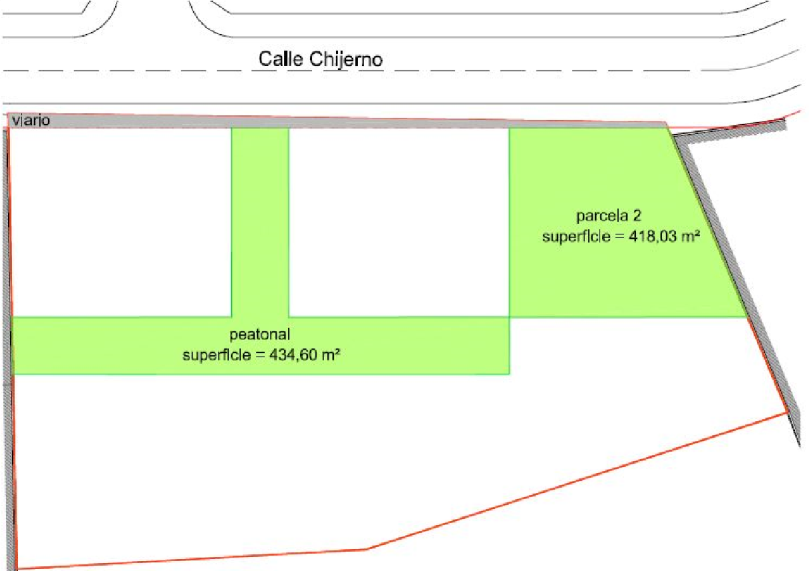 Calle Chijerno
viario
parcela 2
superficie = 418,03 m²
peatonal
superficie = 434,60 m²